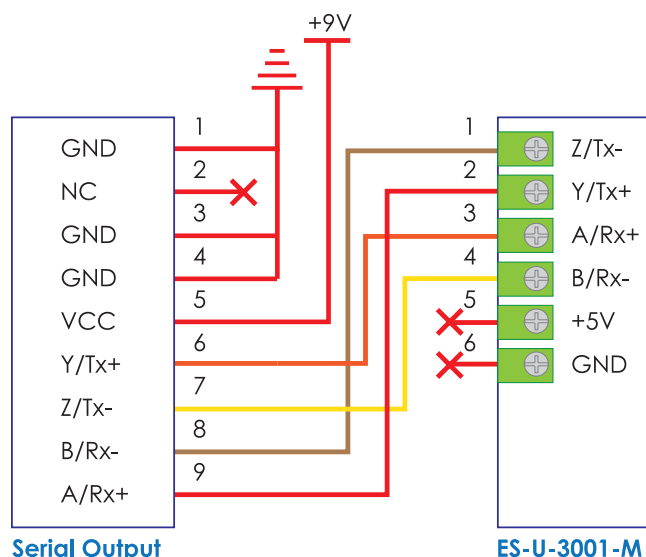 +9V
1
GND
2
NC
3
GND
4
GND
5
VCC
6
Y/Tx+
7
Z/Tx-
8
B/Rx-
9
A/Rx+
Serial Output
1
Z/Tx-
2
Y/Tx+
3
A/Rx+
4
B/Rx-
5
+5V
6
GND
ES-U-3001-M